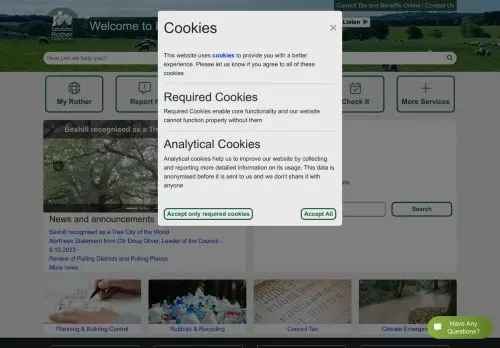 Council Tax and Benefits Online | Contact Us
Rother
Welcome to
Listen
How can we help you?
My Rother
Report
Check It
More Services
Cookies
This website uses cookies to provide you with a better
experience. Please let us know if you agree to all of these
cookies
Required Cookies
Required Cookies enable core functionality and our website
cannot function properly without them
Analytical Cookies
Analytical cookies help us to improve our website by collecting
and reporting more detailed information on its usage. This data is
anonymised before it is sent to us and we don't share it with
anyone
Accept only required cookies
Accept All
Bexhill recognised as a Tree
Search
News and announcements
Bexhill recognised as a Tree City of the World
Northeye Statement from Cllr Doug Oliver, Leader of the Council -
9.10.2023
Review of Polling Districts and Polling Places
More news
Planning & Building Control
Rubbish & Recycling
Council Tax
Climate Emergency
Have Any
Questions?